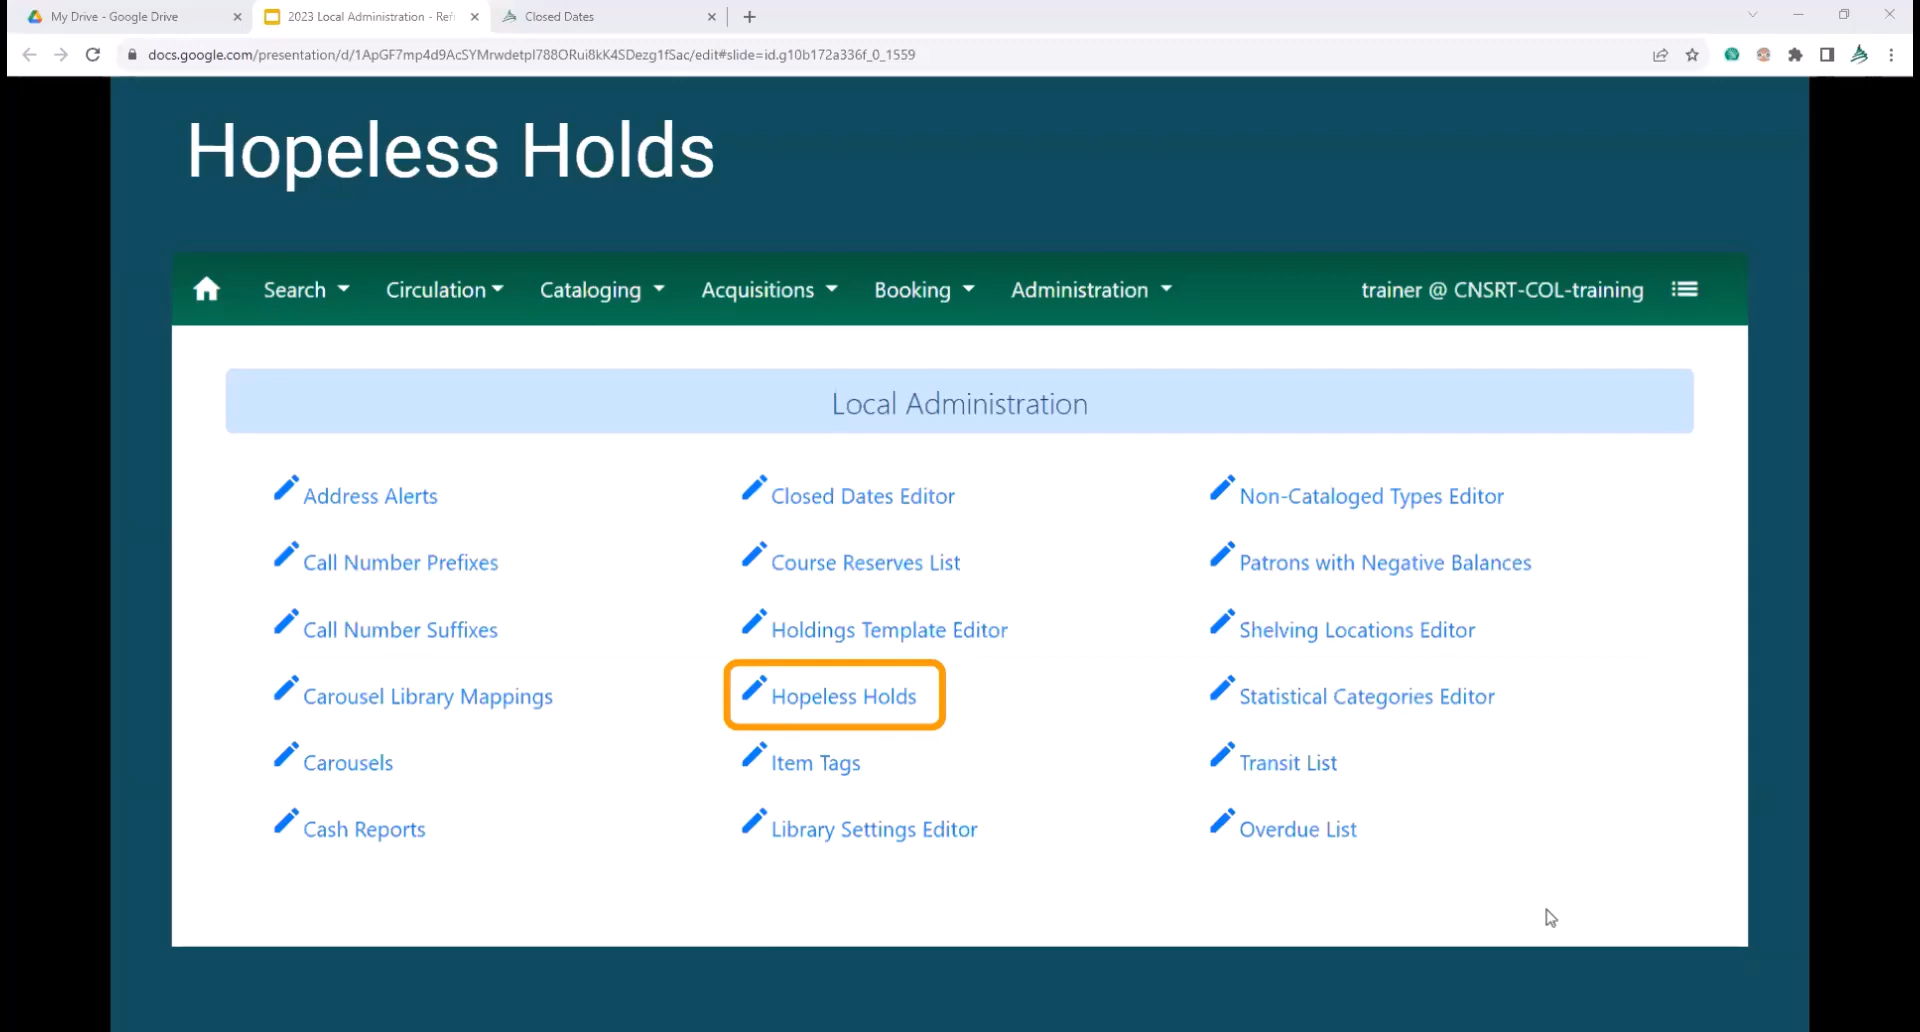 My Drive - Google Drive
2023 Local Administration - Ref
Closed Dates
docs.google.com/presentation/d/1ApGF7mp4d9AcSYMrwdetpI788ORui8kK4SDezg1fSac/edit#slide=id.g10b172a336f_0_1559
Hopeless Holds
Search Circulation Cataloging Acquisitions Booking Administration trainer @ CNSRT-COL-training
Local Administration
Address Alerts Closed Dates Editor Non-Cataloged Types Editor
Call Number Prefixes Course Reserves List Patrons with Negative Balances
Call Number Suffixes Holdings Template Editor Shelving Locations Editor
Carousel Library Mappings Hopeless Holds Statistical Categories Editor
Carousels Item Tags Transit List
Cash Reports Library Settings Editor Overdue List